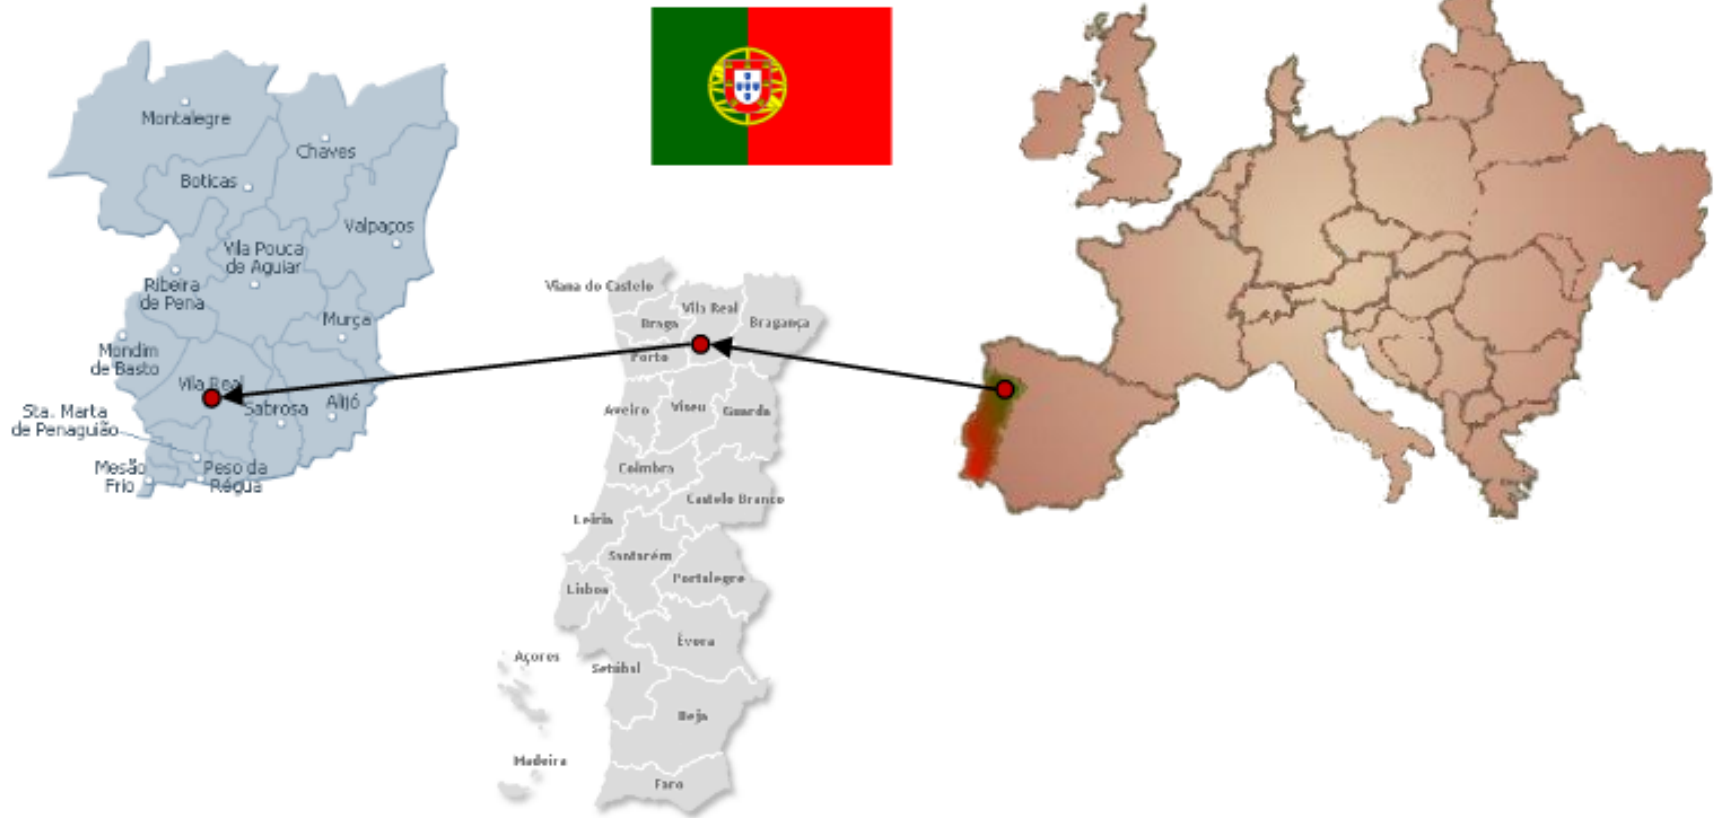 Montalegre
Chaves
Boticas
Valpaços
Vila Pouca
de Aguiar
Ribeira
de Pena
Murça
Mondim
de Basto
Vila Real
Sabrosa
Alijó
Sta. Marta
de Penaguião
Mesão
Frio
Peso da
Régua
Viana do Castelo
Vila Real
Braga
Bragança
Porto
Aveiro
Viseu
Guarda
Coimbra
Castelo Branco
Leiria
Santarém
Lisboa
Portalegre
Évora
Açores
Setúbal
Beja
Madeira
Faro